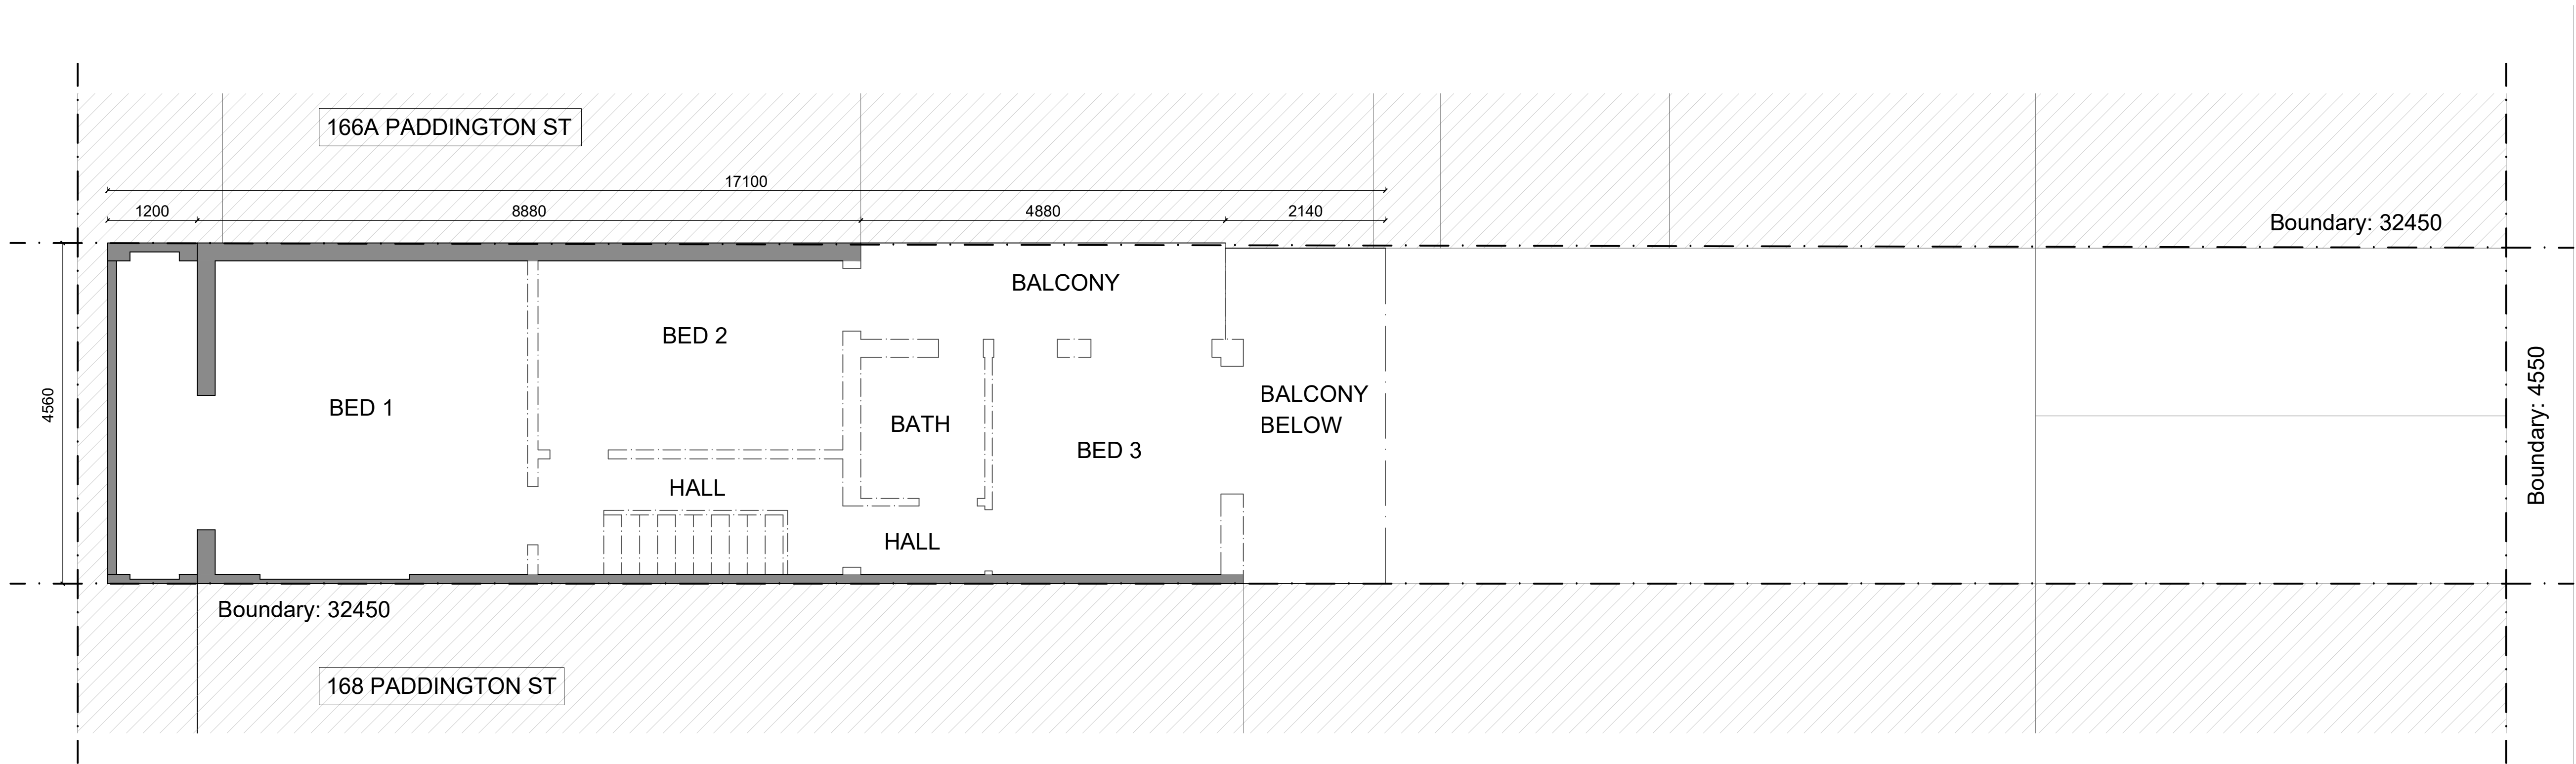 166A PADDINGTON ST
17100
1200
8880
4880
2140
Boundary: 32450
BALCONY
BED 2
4560
BED 1
BALCONY
BELOW
BATH
BED 3
Boundary: 4550
HALL
HALL
Boundary: 32450
168 PADDINGTON ST